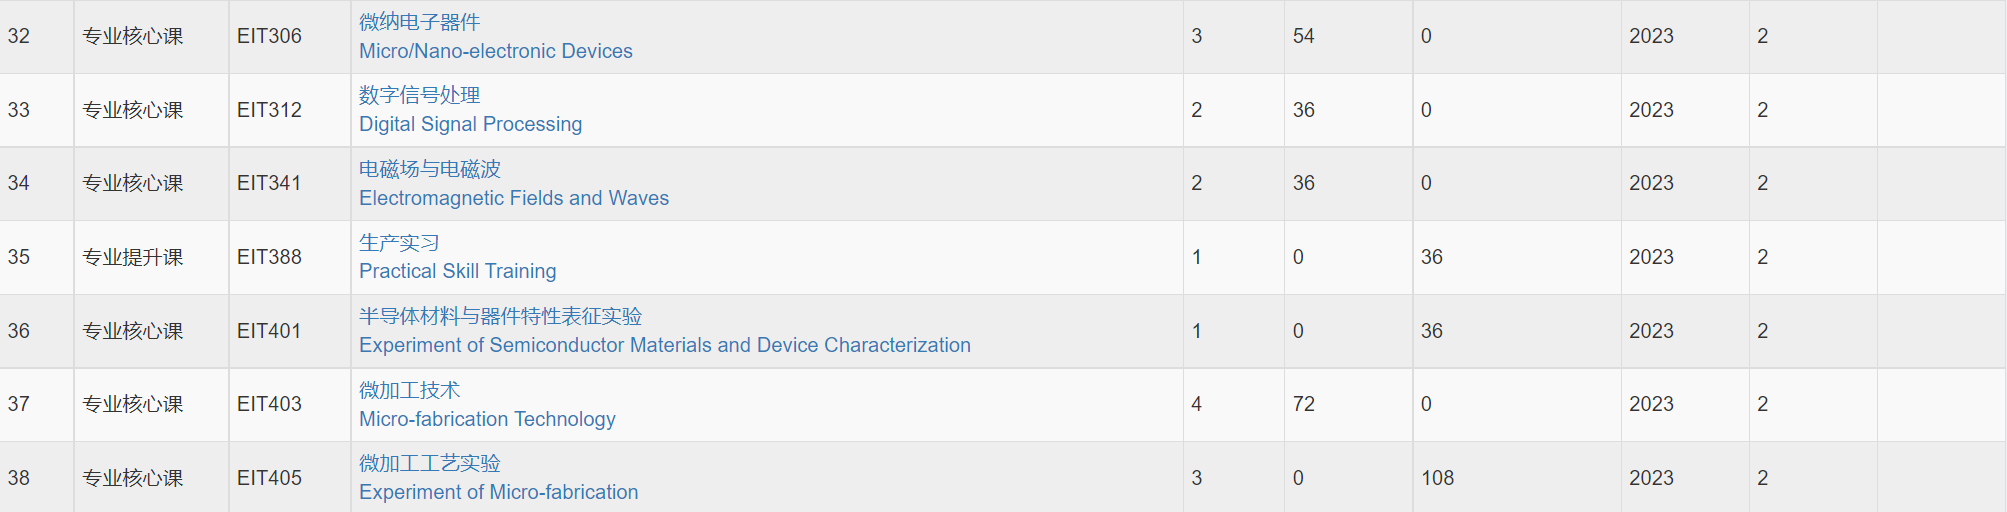 32 专业核心课 EIT306 微纳电子器件 3 54 0 2023 2
Micro/Nano-electronic Devices
33 专业核心课 EIT312 数字信号处理 2 36 0 2023 2
Digital Signal Processing
34 专业核心课 EIT341 电磁场与电磁波 2 36 0 2023 2
Electromagnetic Fields and Waves
35 专业提升课 EIT388 生产实习 1 0 36 2023 2
Practical Skill Training
36 专业核心课 EIT401 半导体材料与器件特性表征实验 1 0 36 2023 2
Experiment of Semiconductor Materials and Device Characterization
37 专业核心课 EIT403 微加工技术 4 72 0 2023 2
Micro-fabrication Technology
38 专业核心课 EIT405 微加工工艺实验 3 0 108 2023 2
Experiment of Micro-fabrication